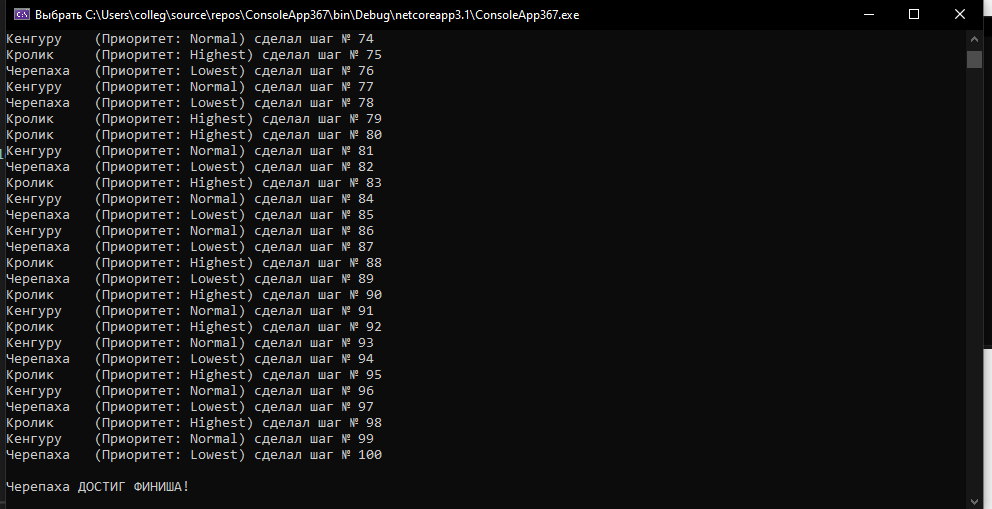 Выбрать C:\Users\colleg\source\repos\ConsoleApp367\bin\Debug\netcoreapp3.1\ConsoleApp367.exe
Кенгуру (Приоритет: Normal) сделал шаг № 74
Кролик (Приоритет: Highest) сделал шаг № 75
Черепаха (Приоритет: Lowest) сделал шаг № 76
Кенгуру (Приоритет: Normal) сделал шаг № 77
Черепаха (Приоритет: Lowest) сделал шаг № 78
Кролик (Приоритет: Highest) сделал шаг № 79
Кролик (Приоритет: Highest) сделал шаг № 80
Кенгуру (Приоритет: Normal) сделал шаг № 81
Черепаха (Приоритет: Lowest) сделал шаг № 82
Кролик (Приоритет: Highest) сделал шаг № 83
Кенгуру (Приоритет: Normal) сделал шаг № 84
Черепаха (Приоритет: Lowest) сделал шаг № 85
Кенгуру (Приоритет: Normal) сделал шаг № 86
Черепаха (Приоритет: Lowest) сделал шаг № 87
Кролик (Приоритет: Highest) сделал шаг № 88
Черепаха (Приоритет: Lowest) сделал шаг № 89
Кролик (Приоритет: Highest) сделал шаг № 90
Кенгуру (Приоритет: Normal) сделал шаг № 91
Кролик (Приоритет: Highest) сделал шаг № 92
Кенгуру (Приоритет: Normal) сделал шаг № 93
Черепаха (Приоритет: Lowest) сделал шаг № 94
Кролик (Приоритет: Highest) сделал шаг № 95
Кенгуру (Приоритет: Normal) сделал шаг № 96
Черепаха (Приоритет: Lowest) сделал шаг № 97
Кролик (Приоритет: Highest) сделал шаг № 98
Кенгуру (Приоритет: Normal) сделал шаг № 99
Черепаха (Приоритет: Lowest) сделал шаг № 100
Черепаха ДОСТИГ ФИНИША!